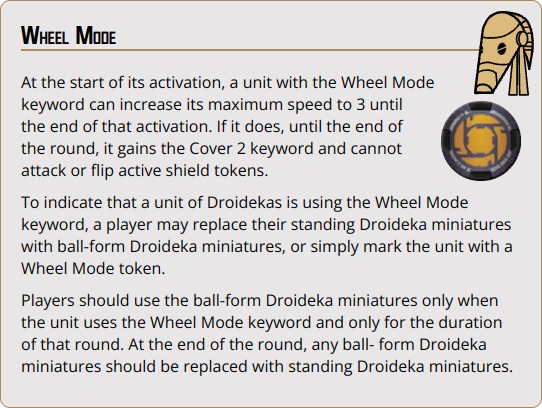 Wheel Mode
At the start of its activation, a unit with the Wheel Mode
keyword can increase its maximum speed to 3 until
the end of that activation. If it does, until the end of
the round, it gains the Cover 2 keyword and cannot
attack or flip active shield tokens.
To indicate that a unit of Droidekas is using the Wheel Mode
keyword, a player may replace their standing Droideka miniatures
with ball-form Droideka miniatures, or simply mark the unit with a
Wheel Mode token.
Players should use the ball-form Droideka miniatures only when
the unit uses the Wheel Mode keyword and only for the duration
of that round. At the end of the round, any ball- form Droideka
miniatures should be replaced with standing Droideka miniatures.